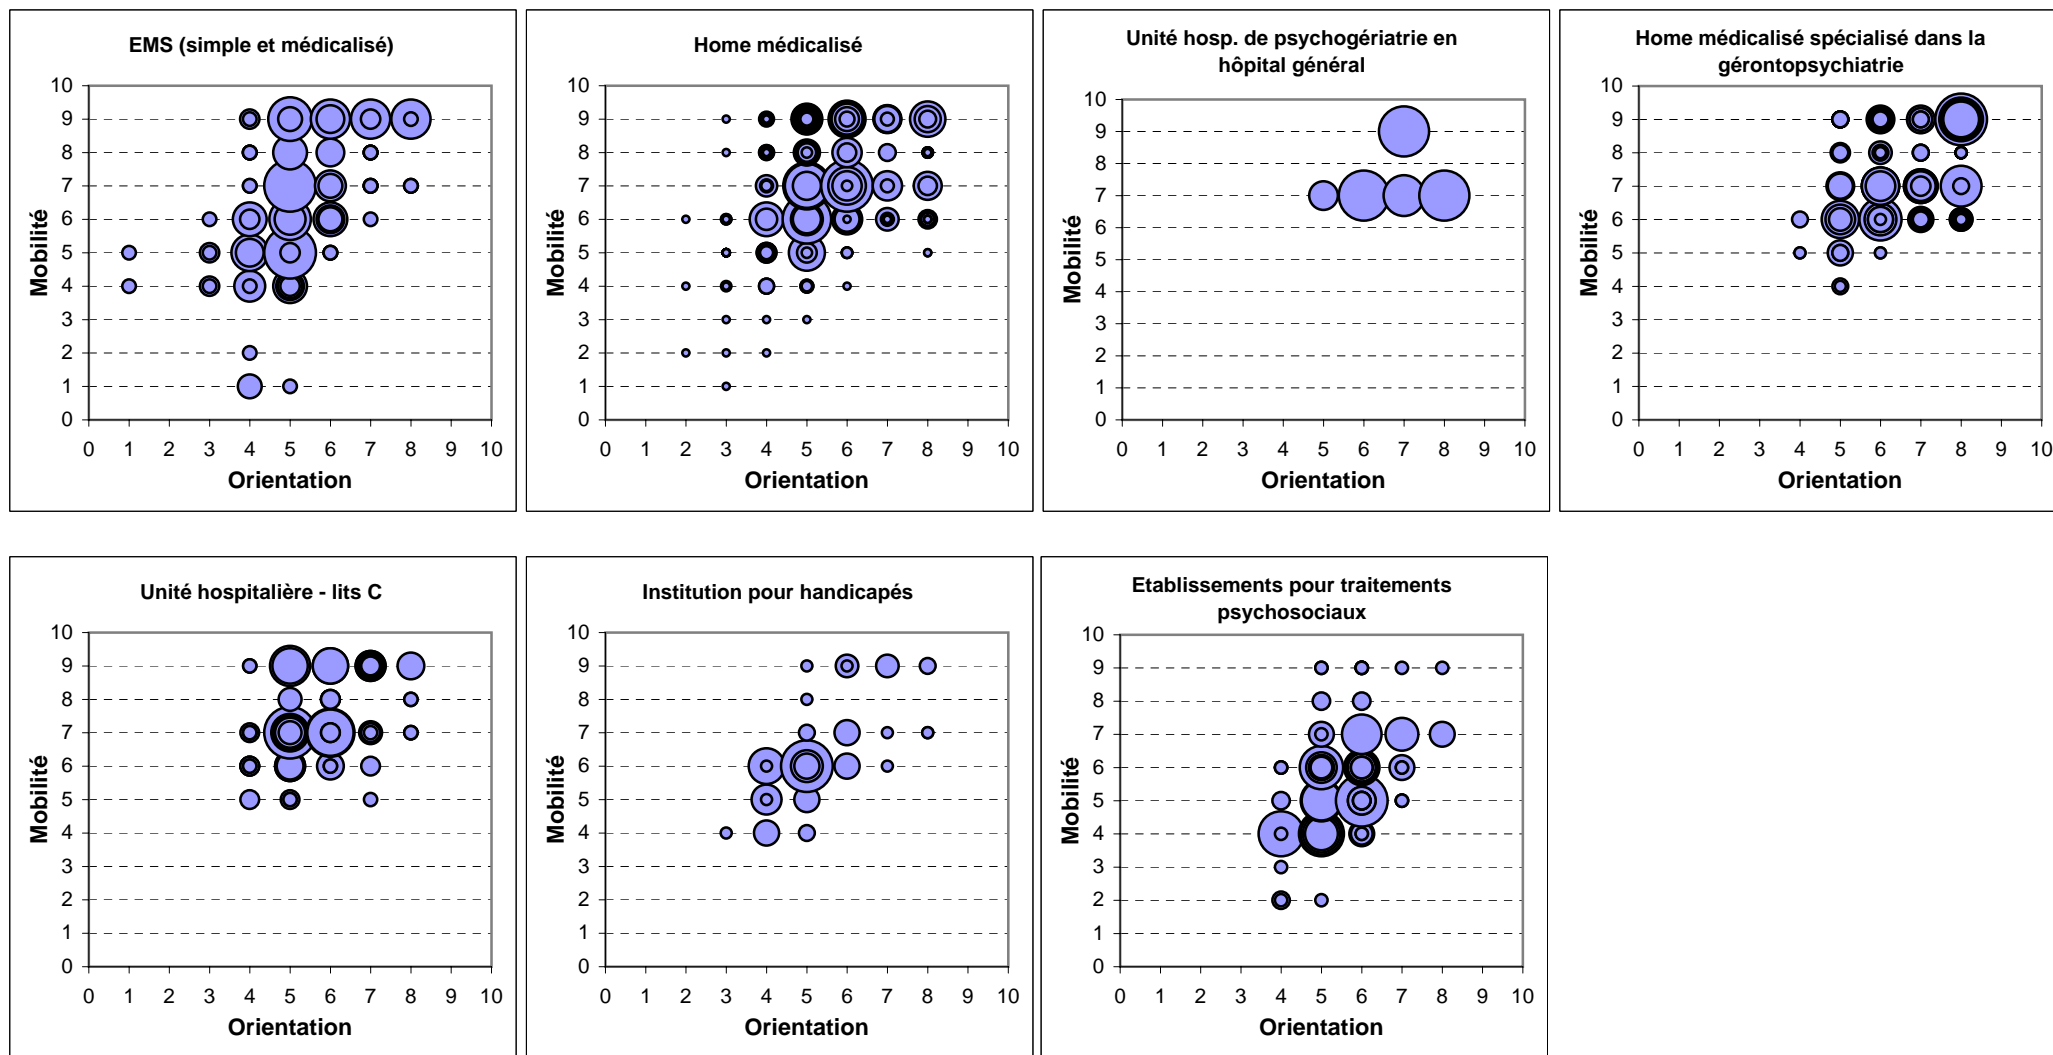 EMS (simple et médicalisé)
10
9
8
7
6
5
4
3
2
1
0
0 1 2 3 4 5 6 7 8 9 10
Mobilité
Orientation
Home médicalisé
10
9
8
7
6
5
4
3
2
1
0
0 1 2 3 4 5 6 7 8 9 10
Mobilité
Orientation
Unité hosp. de psychogériatrie en
hôpital général
10
9
8
7
6
5
4
3
2
1
0
0 1 2 3 4 5 6 7 8 9 10
Mobilité
Orientation
Home médicalisé spécialisé dans la
gérontopsychiatrie
10
9
8
7
6
5
4
3
2
1
0
0 1 2 3 4 5 6 7 8 9 10
Mobilité
Orientation
Unité hospitalière - lits C
10
9
8
7
6
5
4
3
2
1
0
0 1 2 3 4 5 6 7 8 9 10
Mobilité
Orientation
Institution pour handicapés
10
9
8
7
6
5
4
3
2
1
0
0 1 2 3 4 5 6 7 8 9 10
Mobilité
Orientation
Etablissements pour traitements
psychosociaux
10
9
8
7
6
5
4
3
2
1
0
0 1 2 3 4 5 6 7 8 9 10
Mobilité
Orientation